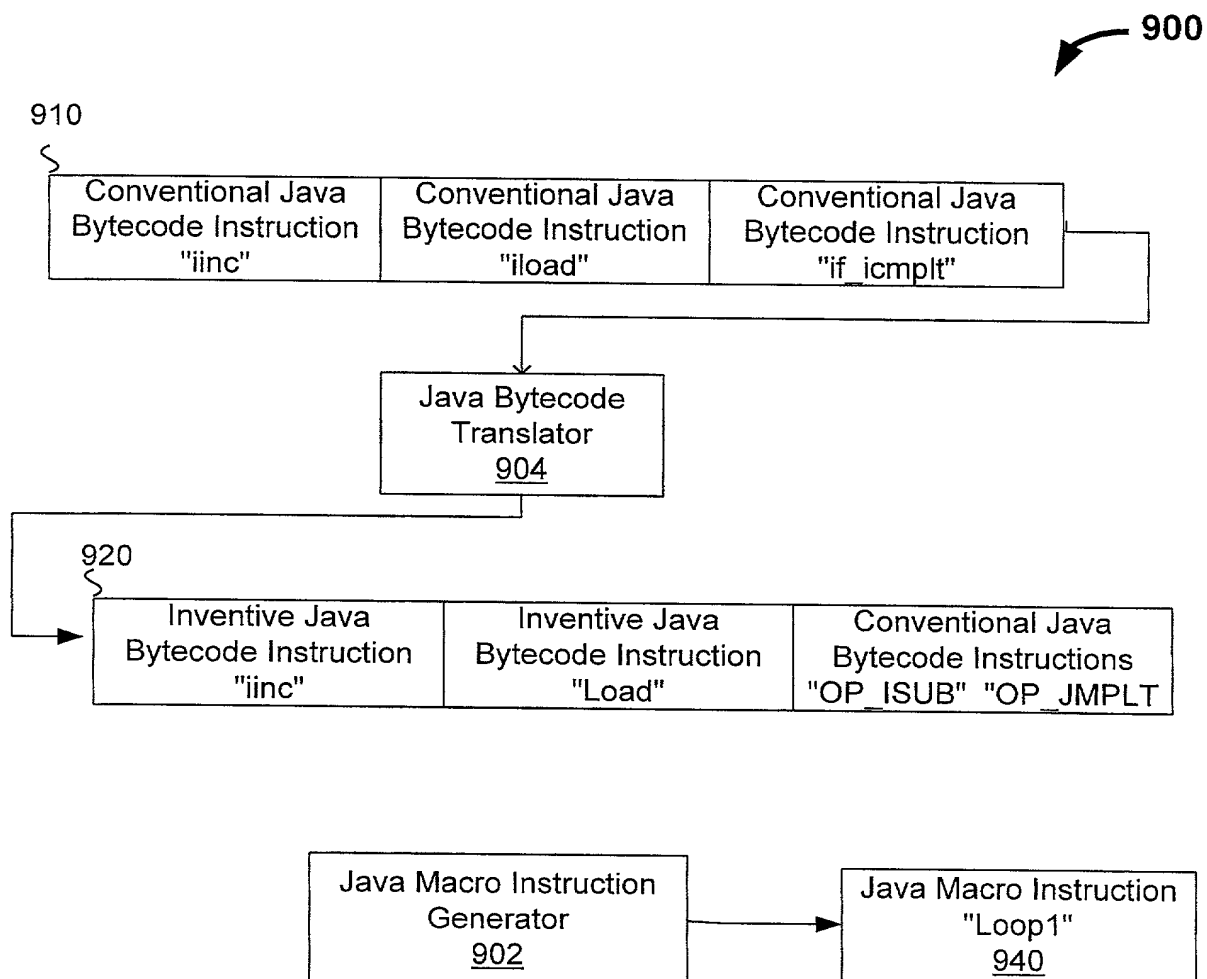 900
910
Conventional Java
Bytecode Instruction
"iinc"
Conventional Java
Bytecode Instruction
"iload"
Conventional Java
Bytecode Instruction
"if_icmplt"
Java Bytecode
Translator
904
920
Inventive Java
Bytecode Instruction
"iinc"
Inventive Java
Bytecode Instruction
"Load"
Conventional Java
Bytecode Instructions
"OP_ISUB" "OP_JMPLT
Java Macro Instruction
Generator
902
Java Macro Instruction
"Loop1"
940